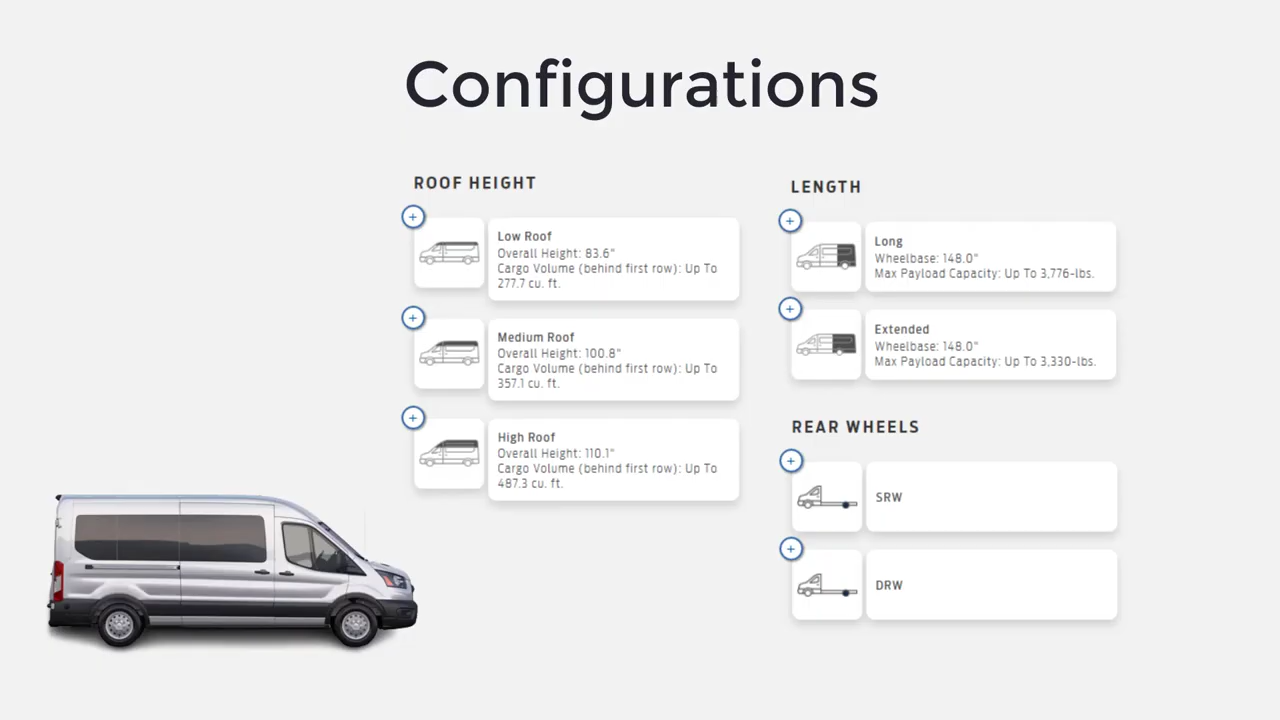 Configurations
ROOF HEIGHT
Low Roof
Overall Height: 83.6"
Cargo Volume (behind first row): Up To
277.7 cu. ft.
Medium Roof
Overall Height: 100.8"
Cargo Volume (behind first row): Up To
357.1 cu. ft.
High Roof
Overall Height: 110.1"
Cargo Volume (behind first row): Up To
487.3 cu. ft.
LENGTH
Long
Wheelbase: 148.0"
Max Payload Capacity: Up To 3,776-lbs.
Extended
Wheelbase: 148.0"
Max Payload Capacity: Up To 3,330-lbs.
REAR WHEELS
SRW
DRW